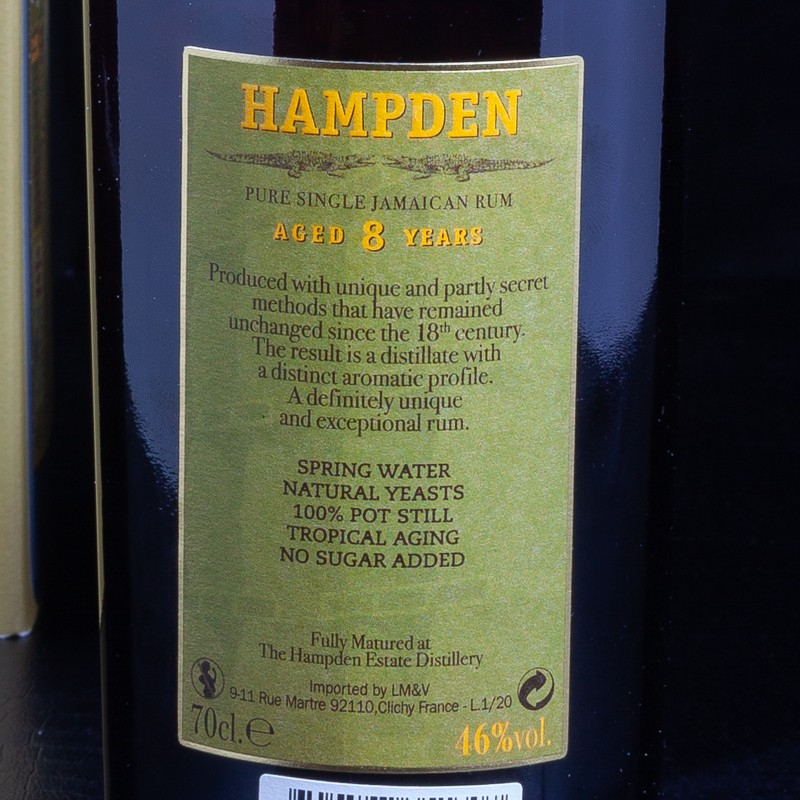 HAMPDEN
PURE SINGLE JAMAICAN RUM
AGED 8 YEARS
Produced with unique and partly secret
methods that have remained
unchanged since the 18th century.
The result is a distillate with
a distinct aromatic profile.
A definitely unique
and exceptional rum.
SPRING WATER
NATURAL YEASTS
100% POT STILL
TROPICAL AGING
NO SUGAR ADDED
Fully Matured at
The Hampden Estate Distillery
Imported by LM&V
9-11 Rue Martre 92110,Clichy France - L.1/20
70cl.e
46%vol.